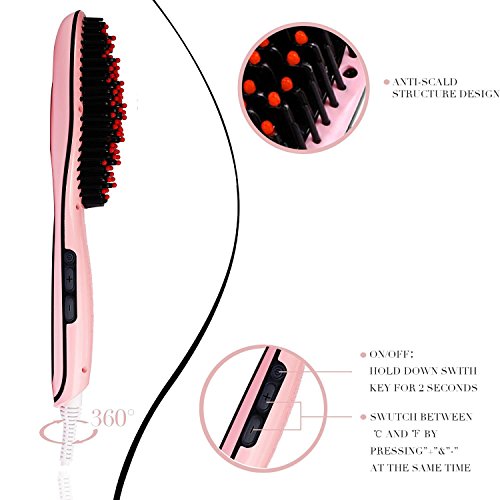 ANTI-SCALD
STRUCTURE DESIGN
ON/OFF:
HOLD DOWN SWITH
KEY FOR 2 SECONDS
SWUTCH BETWEEN
℃ AND ℉ BY
PRESSING"+"&"-"
AT THE SAME TIME
360°